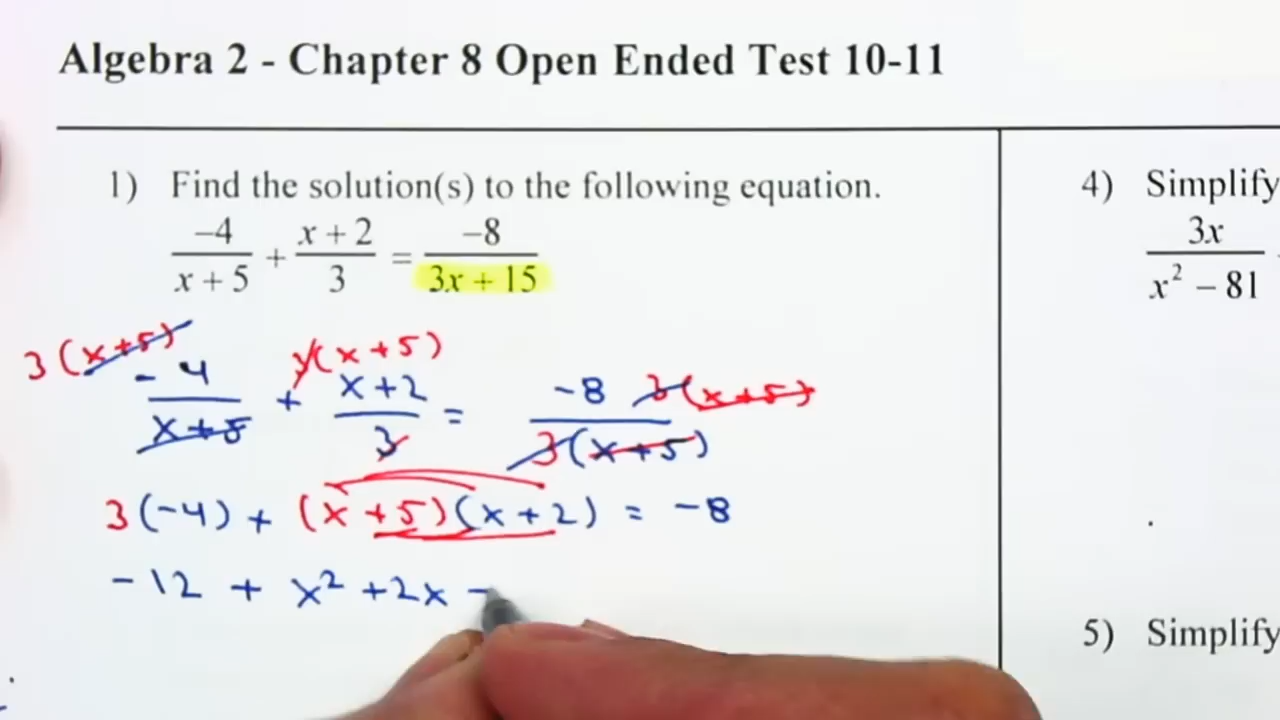 Algebra 2 - Chapter 8 Open Ended Test 10-11
1) Find the solution(s) to the following equation.
-4/(x + 5) + (x + 2)/3 = -8/(3x + 15)
3(x+5) -4/(x+5) + 3(x+5) (x+2)/3 = -8 3(x+5)/(3(x+5))
3(-4) + (x+5)(x+2) = -8
-12 + x² + 2x
4) Simplify
3x/(x² - 81)
5) Simplify